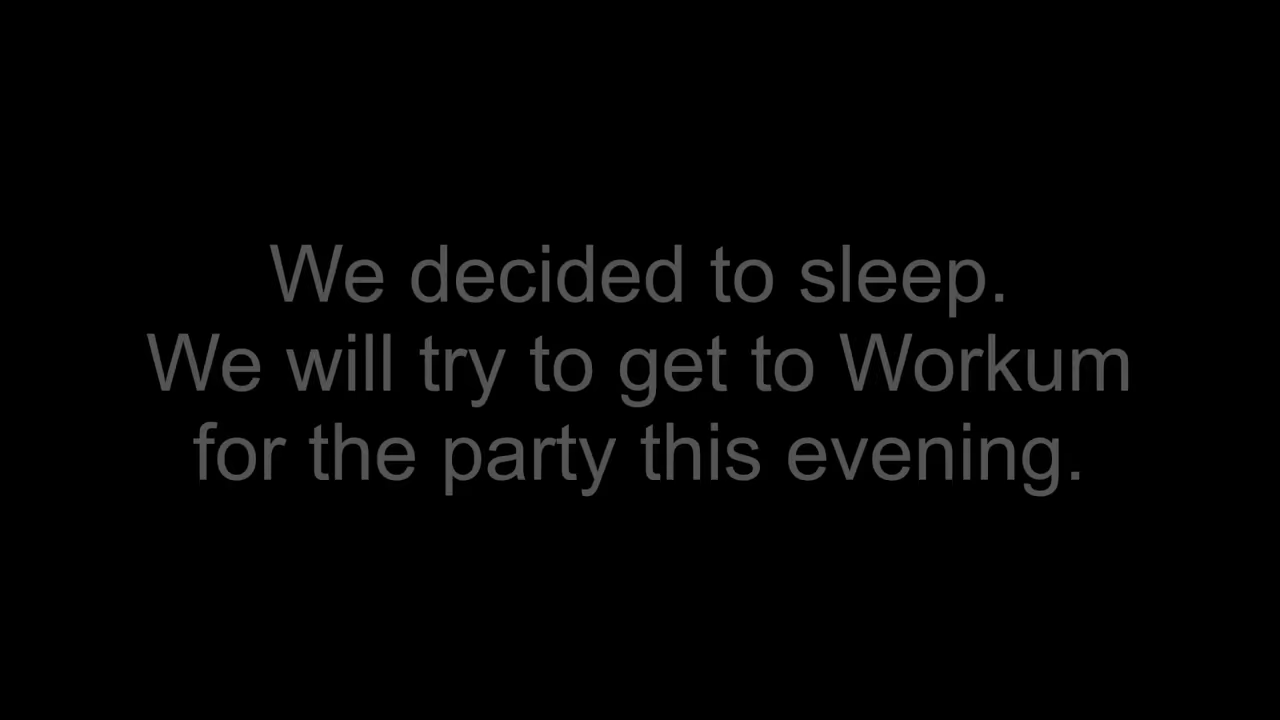 We decided to sleep.
We will try to get to Workum
for the party this evening.